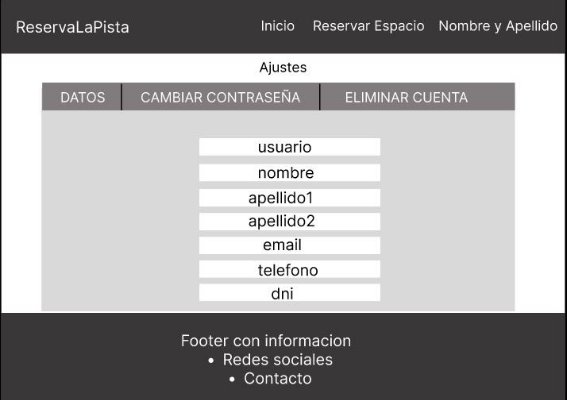 ReservaLaPista Inicio Reservar Espacio Nombre y Apellido
Ajustes
DATOS CAMBIAR CONTRASEÑA ELIMINAR CUENTA
usuario
nombre
apellido1
apellido2
email
telefono
dni
Footer con informacion
• Redes sociales
• Contacto